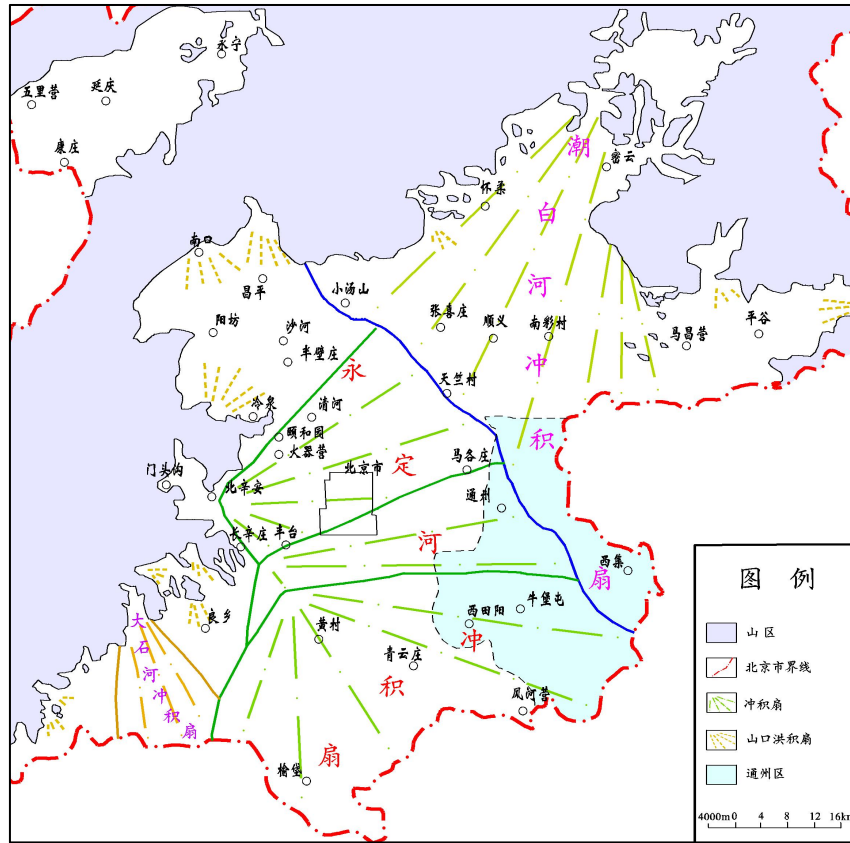 永宁
五里营
延庆
康庄
潮白河冲积扇
密云
怀柔
南口
昌平
小汤山
阳坊
沙河
半壁庄
张喜庄
顺义
南彩村
马昌营
平谷
永定河冲积扇
天竺村
冷泉
清河
颐和园
火器营
北京市
马各庄
门头沟
北辛安
通州
长辛庄
丰台
西集
牛堡屯
西田阳
良乡
黄村
青云庄
凤河营
大石河冲积扇
榆堡
图 例
山区
北京市界线
冲积扇
山口洪积扇
通州区
4000m 0 4 8 12 16km